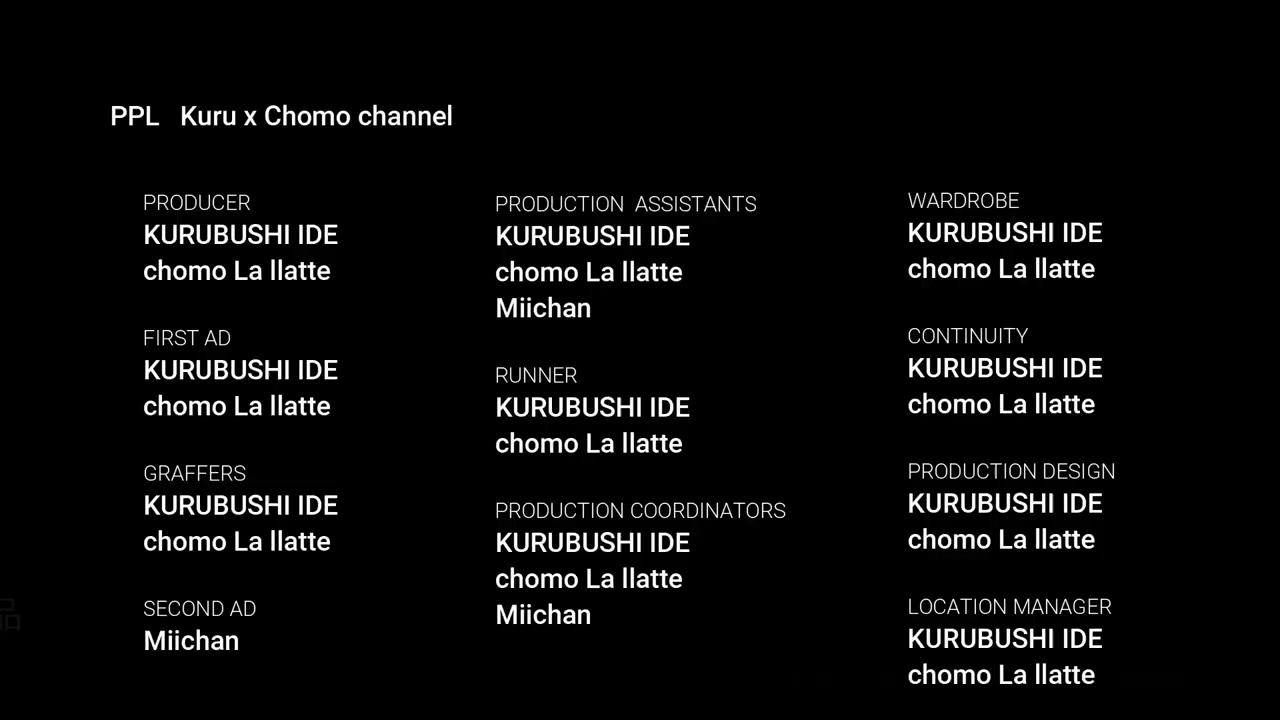 PPL Kuru x Chomo channel
PRODUCER
KURUBUSHI IDE
chomo La llatte
FIRST AD
KURUBUSHI IDE
chomo La llatte
GRAFFERS
KURUBUSHI IDE
chomo La llatte
SECOND AD
Miichan
PRODUCTION ASSISTANTS
KURUBUSHI IDE
chomo La llatte
Miichan
RUNNER
KURUBUSHI IDE
chomo La llatte
PRODUCTION COORDINATORS
KURUBUSHI IDE
chomo La llatte
Miichan
WARDROBE
KURUBUSHI IDE
chomo La llatte
CONTINUITY
KURUBUSHI IDE
chomo La llatte
PRODUCTION DESIGN
KURUBUSHI IDE
chomo La llatte
LOCATION MANAGER
KURUBUSHI IDE
chomo La llatte
品